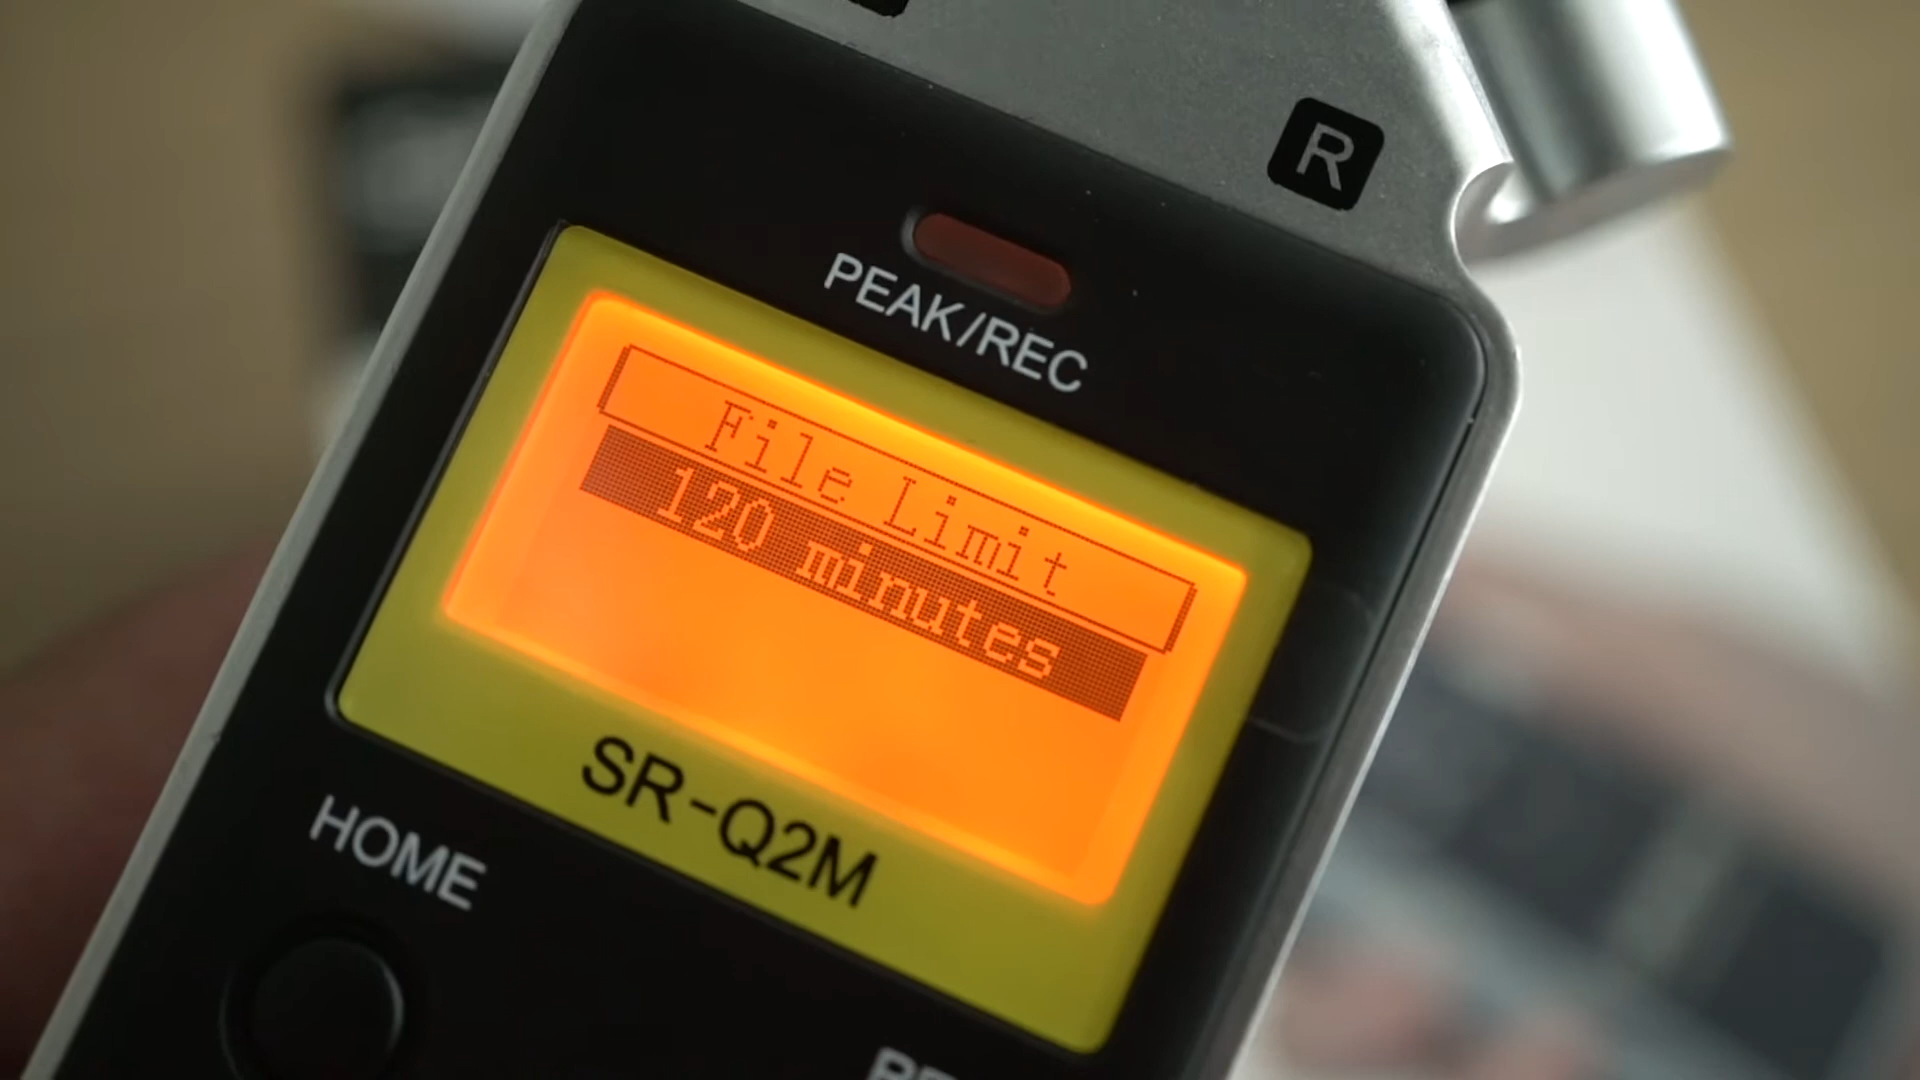 R
PEAK/REC
File Limit
120 minutes
SR-Q2M
HOME